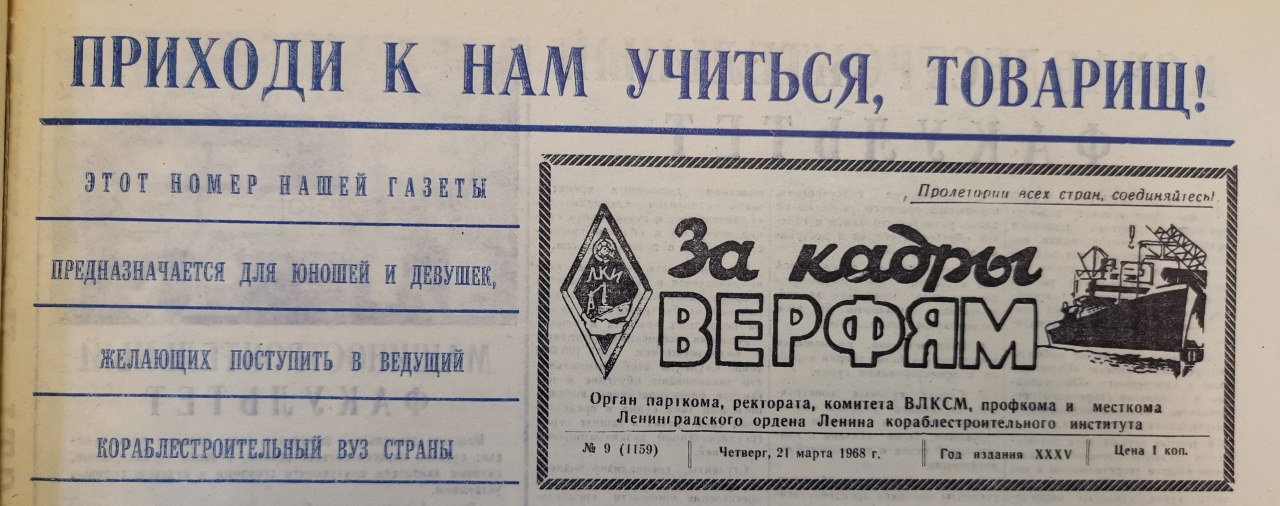 ПРИХОДИ К НАМ УЧИТЬСЯ, ТОВАРИЩ!
ЭТОТ НОМЕР НАШЕЙ ГАЗЕТЫ
ПРЕДНАЗНАЧАЕТСЯ ДЛЯ ЮНОШЕЙ И ДЕВУШЕК,
ЖЕЛАЮЩИХ ПОСТУПИТЬ В ВЕДУЩИЙ
КОРАБЛЕСТРОИТЕЛЬНЫЙ ВУЗ СТРАНЫ
Пролетарии всех стран, соединяйтесь!
ЛКИ
За кадры
ВЕРФЯМ
Орган парткома, ректората, комитета ВЛКСМ, профкома и месткома
Ленинградского ордена Ленина кораблестроительного института
№ 9 (1159)
Четверг, 21 марта 1968 г.
Год издания XXXV
Цена 1 коп.